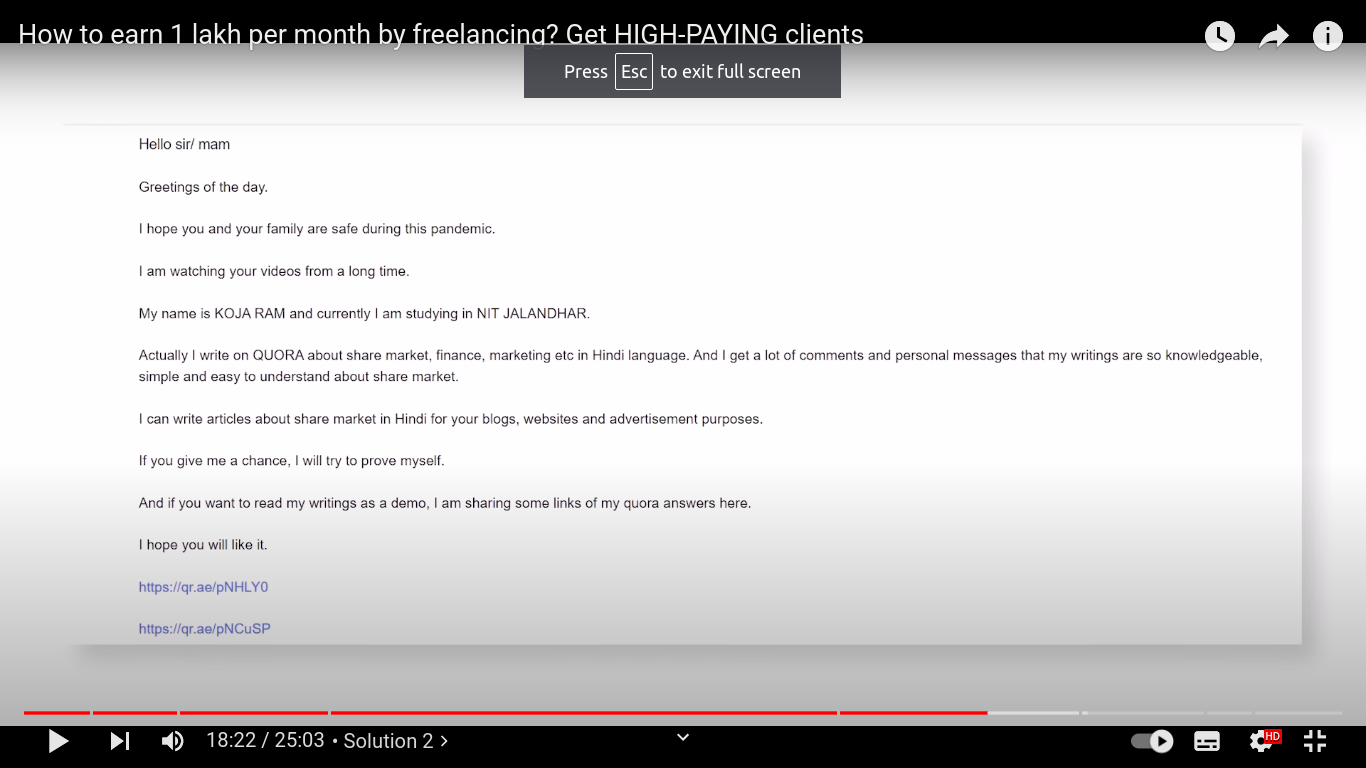 How to earn 1 lakh per month by freelancing? Get HIGH-PAYING clients
Press Esc to exit full screen
Hello sir/ mam
Greetings of the day.
I hope you and your family are safe during this pandemic.
I am watching your videos from a long time.
My name is KOJA RAM and currently I am studying in NIT JALANDHAR.
Actually I write on QUORA about share market, finance, marketing etc in Hindi language. And I get a lot of comments and personal messages that my writings are so knowledgeable,
simple and easy to understand about share market.
I can write articles about share market in Hindi for your blogs, websites and advertisement purposes.
If you give me a chance, I will try to prove myself.
And if you want to read my writings as a demo, I am sharing some links of my quora answers here.
I hope you will like it.
https://qr.ae/pNHLY0
https://qr.ae/pNCuSP
18:22 / 25:03 • Solution 2 >
HD